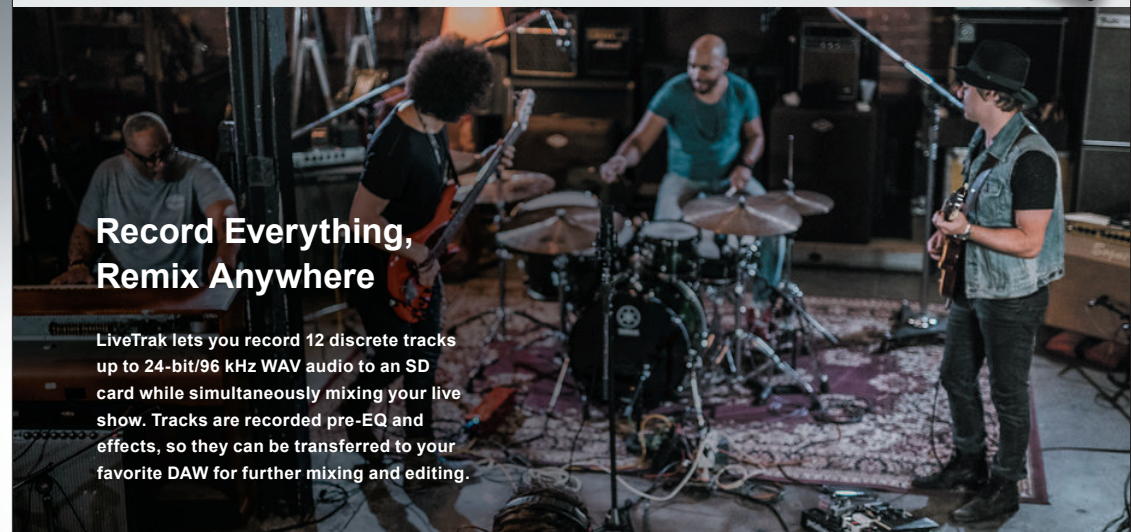 Record Everything,
Remix Anywhere
LiveTrak lets you record 12 discrete tracks
up to 24-bit/96 kHz WAV audio to an SD
card while simultaneously mixing your live
show. Tracks are recorded pre-EQ and
effects, so they can be transferred to your
favorite DAW for further mixing and editing.